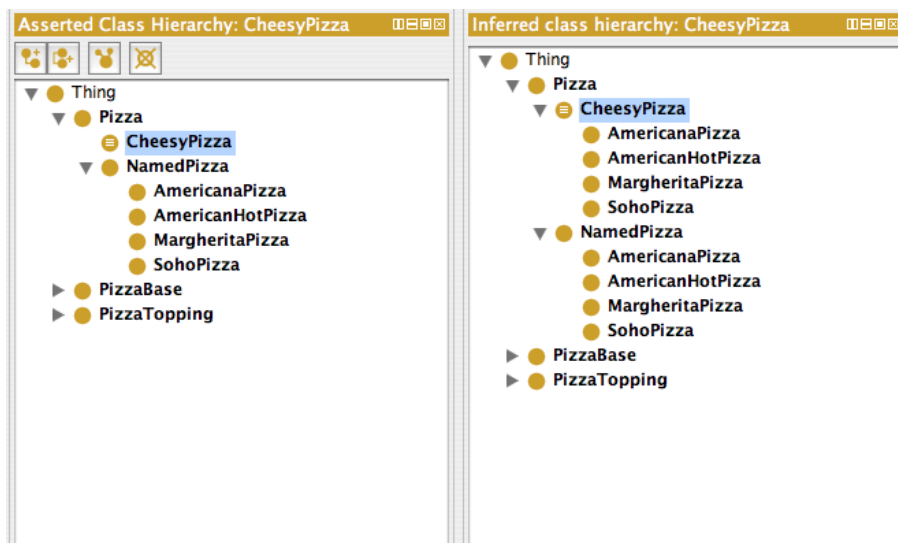 Asserted Class Hierarchy: CheesyPizza
Thing
Pizza
CheesyPizza
NamedPizza
AmericanaPizza
AmericanHotPizza
MargheritaPizza
SohoPizza
PizzaBase
PizzaTopping
Inferred class hierarchy: CheesyPizza
Thing
Pizza
CheesyPizza
AmericanaPizza
AmericanHotPizza
MargheritaPizza
SohoPizza
NamedPizza
AmericanaPizza
AmericanHotPizza
MargheritaPizza
SohoPizza
PizzaBase
PizzaTopping